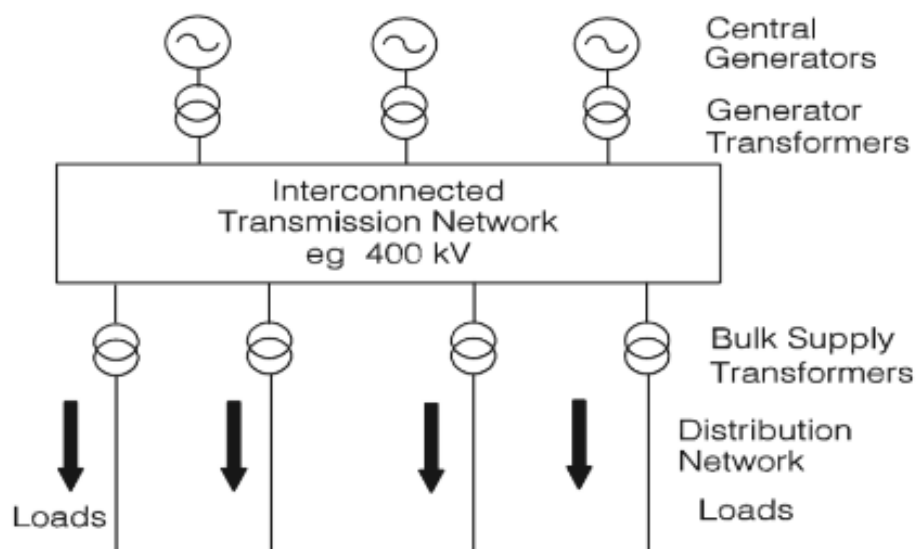 Central
Generators
Generator
Transformers
Interconnected
Transmission Network
eg 400 kV
Bulk Supply
Transformers
Distribution
Network
Loads
Loads